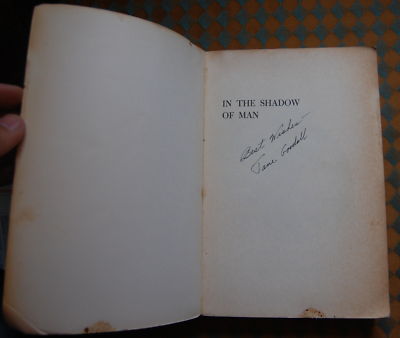 IN THE SHADOW
OF MAN
Best Wishes
Jane Goodall